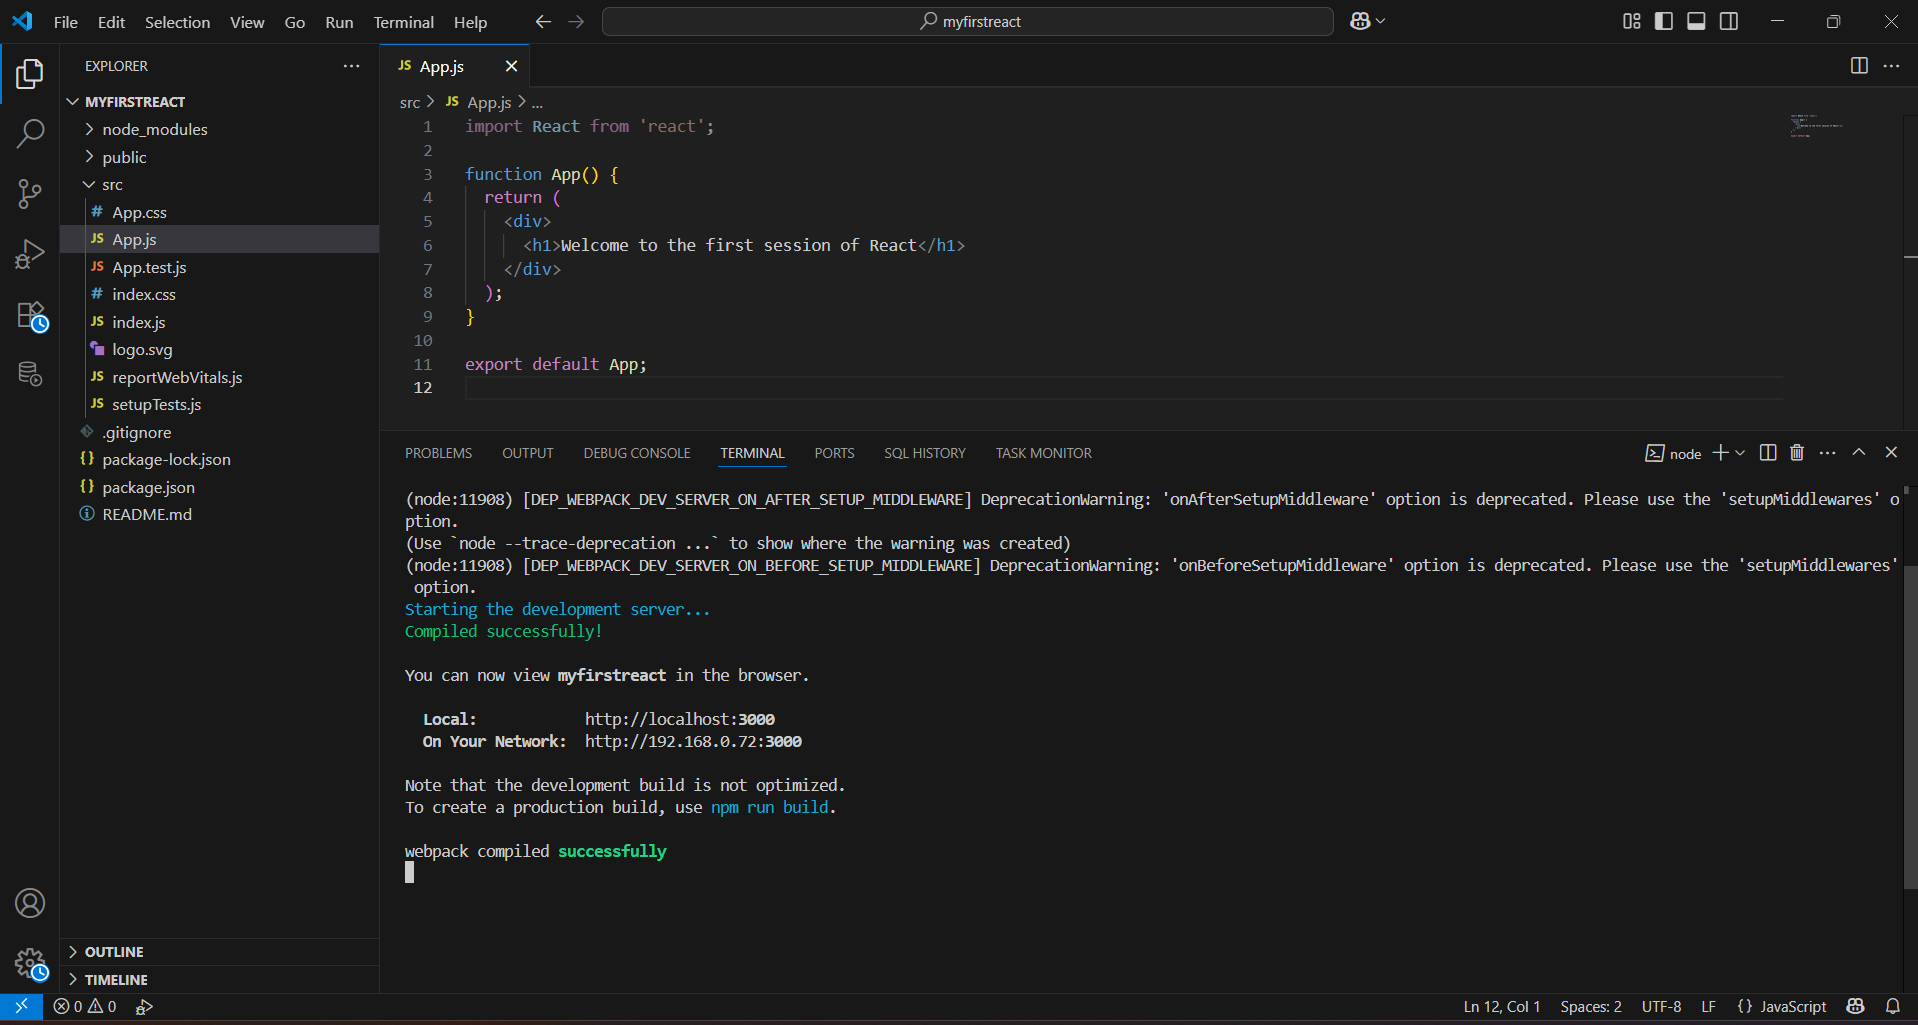 File Edit Selection View Go Run Terminal Help
myfirstreact
EXPLORER
MYFIRSTREACT
node_modules
public
src
# App.css
JS App.js
JS App.test.js
# index.css
JS index.js
logo.svg
JS reportWebVitals.js
JS setupTests.js
.gitignore
{} package-lock.json
{} package.json
README.md
OUTLINE
TIMELINE
JS App.js
src > JS App.js > ...
1 import React from 'react';
2
3 function App() {
4 return (
5 <div>
6 <h1>Welcome to the first session of React</h1>
7 </div>
8 );
9 }
10
11 export default App;
12
PROBLEMS OUTPUT DEBUG CONSOLE TERMINAL PORTS SQL HISTORY TASK MONITOR
node
(node:11908) [DEP_WEBPACK_DEV_SERVER_ON_AFTER_SETUP_MIDDLEWARE] DeprecationWarning: 'onAfterSetupMiddleware' option is deprecated. Please use the 'setupMiddlewares' o
ption.
(Use `node --trace-deprecation ...` to show where the warning was created)
(node:11908) [DEP_WEBPACK_DEV_SERVER_ON_BEFORE_SETUP_MIDDLEWARE] DeprecationWarning: 'onBeforeSetupMiddleware' option is deprecated. Please use the 'setupMiddlewares'
option.
Starting the development server...
Compiled successfully!
You can now view myfirstreact in the browser.
Local: http://localhost:3000
On Your Network: http://192.168.0.72:3000
Note that the development build is not optimized.
To create a production build, use npm run build.
webpack compiled successfully
0 0
Ln 12, Col 1 Spaces: 2 UTF-8 LF {} JavaScript